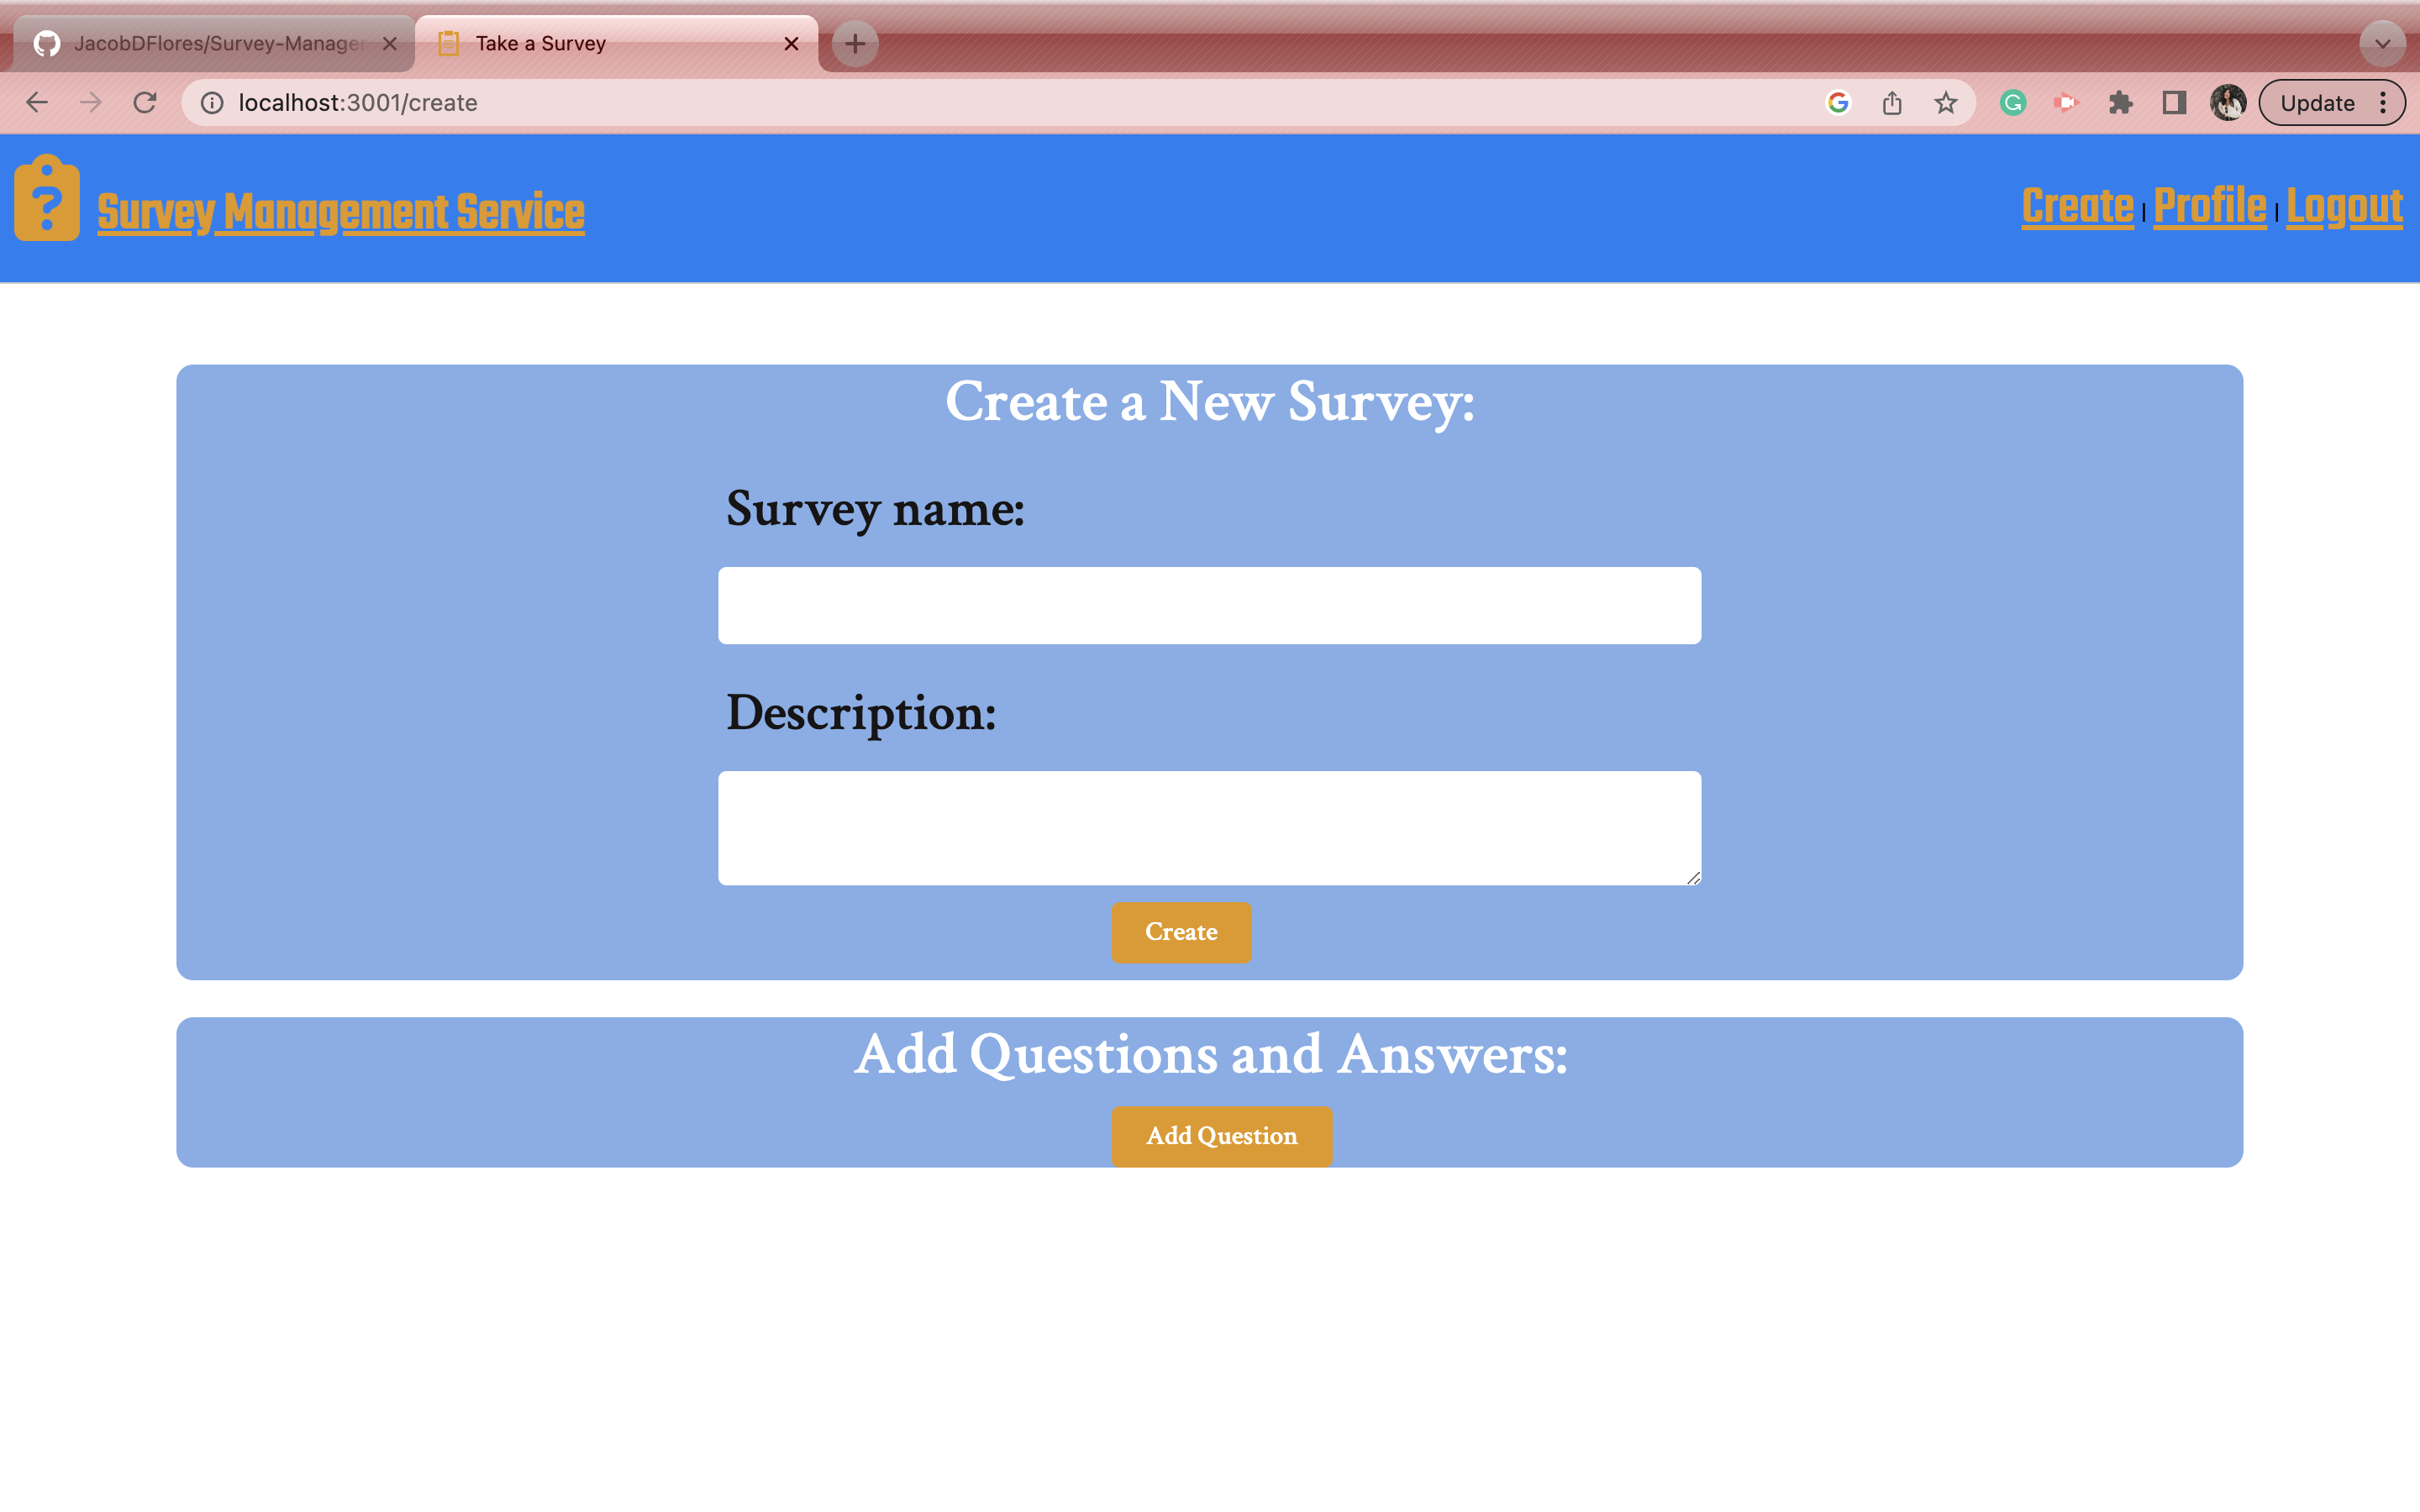 JacobDFlores/Survey-Manager
Take a Survey
localhost:3001/create
Update
Survey Management Service
Create | Profile | Logout
Create a New Survey:
Survey name:
Description:
Create
Add Questions and Answers:
Add Question